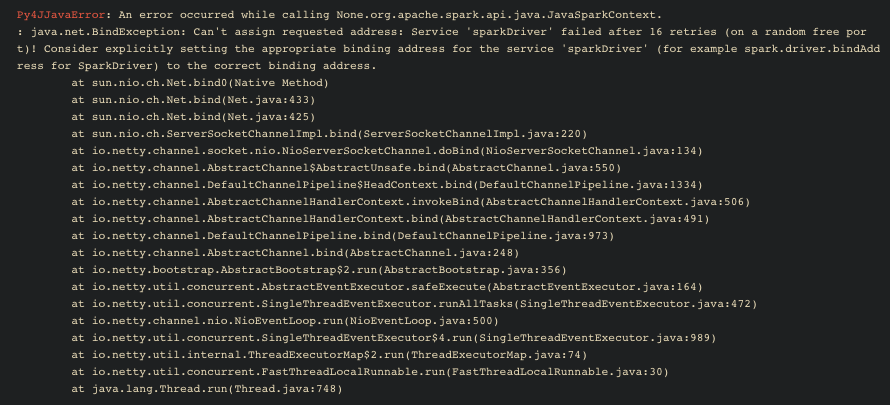 Py4JJavaError: An error occurred while calling None.org.apache.spark.api.java.JavaSparkContext.
: java.net.BindException: Can't assign requested address: Service 'sparkDriver' failed after 16 retries (on a random free por
t)! Consider explicitly setting the appropriate binding address for the service 'sparkDriver' (for example spark.driver.bindAdd
ress for SparkDriver) to the correct binding address.
        at sun.nio.ch.Net.bind0(Native Method)
        at sun.nio.ch.Net.bind(Net.java:433)
        at sun.nio.ch.Net.bind(Net.java:425)
        at sun.nio.ch.ServerSocketChannelImpl.bind(ServerSocketChannelImpl.java:220)
        at io.netty.channel.socket.nio.NioServerSocketChannel.doBind(NioServerSocketChannel.java:134)
        at io.netty.channel.AbstractChannel$AbstractUnsafe.bind(AbstractChannel.java:550)
        at io.netty.channel.DefaultChannelPipeline$HeadContext.bind(DefaultChannelPipeline.java:1334)
        at io.netty.channel.AbstractChannelHandlerContext.invokeBind(AbstractChannelHandlerContext.java:506)
        at io.netty.channel.AbstractChannelHandlerContext.bind(AbstractChannelHandlerContext.java:491)
        at io.netty.channel.DefaultChannelPipeline.bind(DefaultChannelPipeline.java:973)
        at io.netty.channel.AbstractChannel.bind(AbstractChannel.java:248)
        at io.netty.bootstrap.AbstractBootstrap$2.run(AbstractBootstrap.java:356)
        at io.netty.util.concurrent.AbstractEventExecutor.safeExecute(AbstractEventExecutor.java:164)
        at io.netty.util.concurrent.SingleThreadEventExecutor.runAllTasks(SingleThreadEventExecutor.java:472)
        at io.netty.channel.nio.NioEventLoop.run(NioEventLoop.java:500)
        at io.netty.util.concurrent.SingleThreadEventExecutor$4.run(SingleThreadEventExecutor.java:989)
        at io.netty.util.internal.ThreadExecutorMap$2.run(ThreadExecutorMap.java:74)
        at io.netty.util.concurrent.FastThreadLocalRunnable.run(FastThreadLocalRunnable.java:30)
        at java.lang.Thread.run(Thread.java:748)